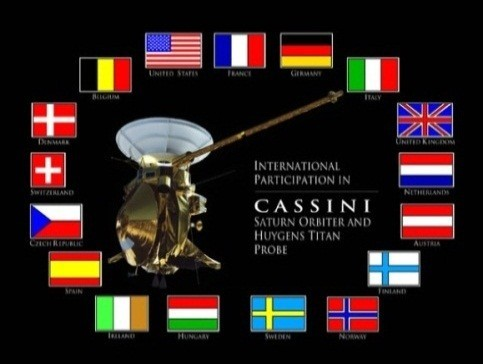 UNITED STATES
FRANCE
GERMANY
BELGIUM
ITALY
DENMARK
UNITED KINGDOM
SWITZERLAND
NETHERLANDS
CZECH REPUBLIC
AUSTRIA
SPAIN
FINLAND
IRELAND
HUNGARY
SWEDEN
NORWAY
INTERNATIONAL
PARTICIPATION IN
CASSINI
SATURN ORBITER AND
HUYGENS TITAN
PROBE